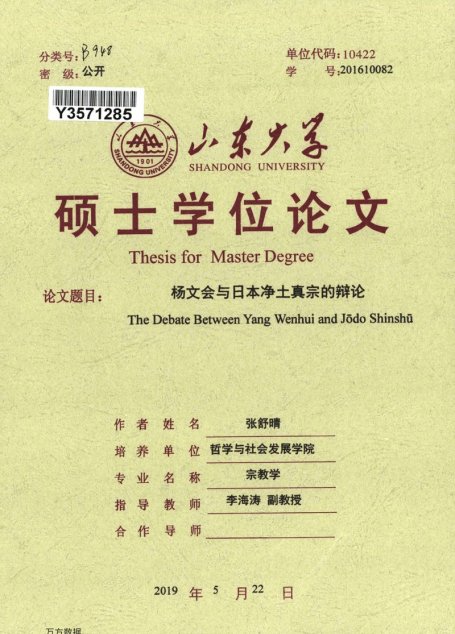 分类号：B948
单位代码：10422
密 级：公开
学 号：201610082
Y3571285
山东大学
SHANDONG UNIVERSITY
1901
SHANDONG UNIVERSITY
硕士学位论文
Thesis for Master Degree
论文题目：
杨文会与日本净土真宗的辩论
The Debate Between Yang Wenhui and Jōdo Shinshū
作者姓名 张舒晴
培养单位 哲学与社会发展学院
专业名称 宗教学
指导教师 李海涛 副教授
合作导师
2019 年 5 月 22 日
万方数据